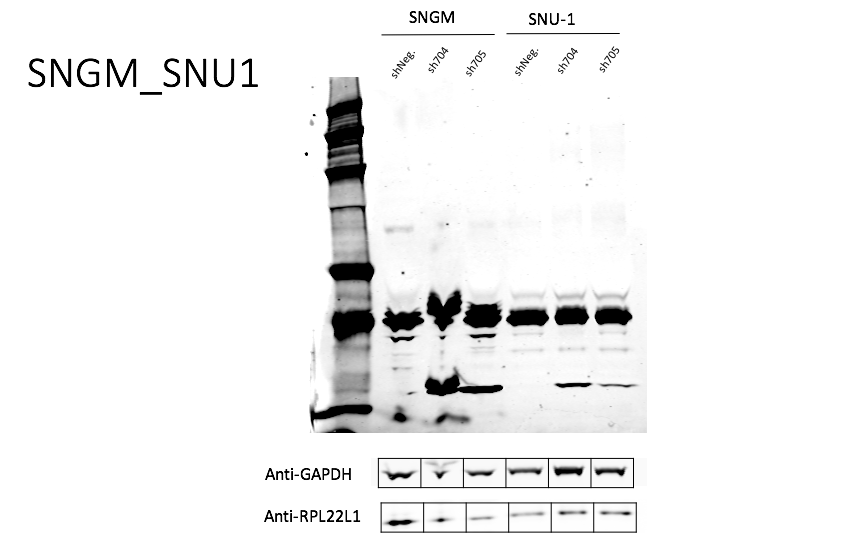 SNGM
SNU-1
shNeg.
sh704
sh705
shNeg.
sh704
sh705
SNGM_SNU1
Anti-GAPDH
Anti-RPL22L1